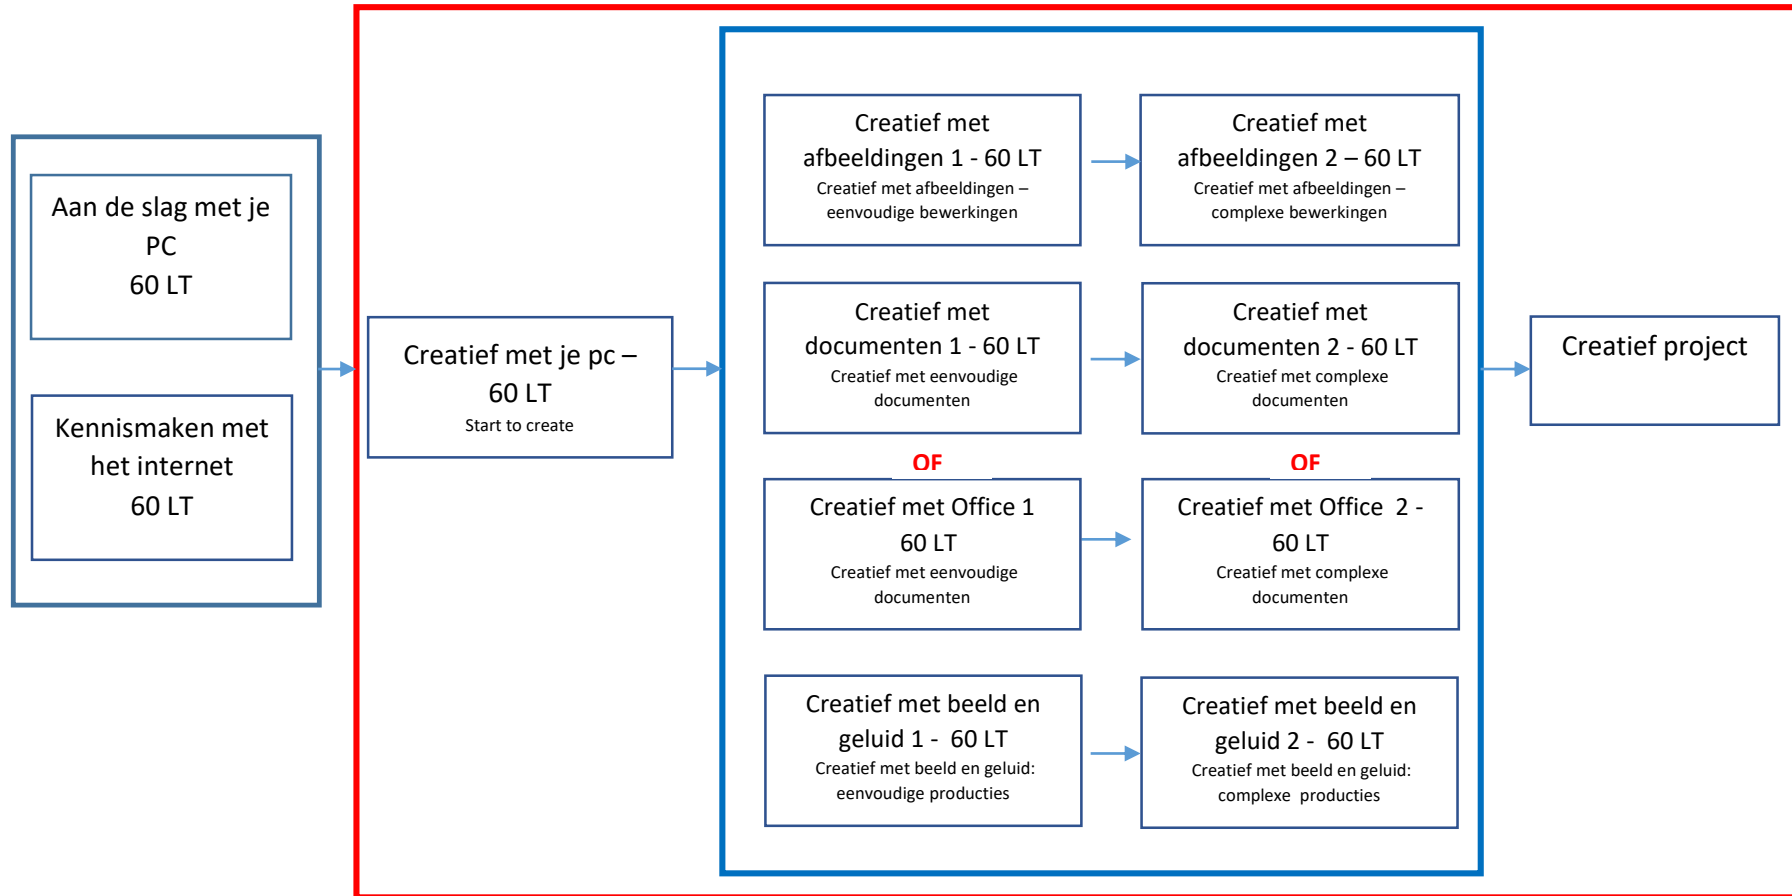 Aan de slag met je
PC
60 LT
Kennismaken met
het internet
60 LT
Creatief met je pc –
60 LT
Start to create
Creatief met
afbeeldingen 1 - 60 LT
Creatief met afbeeldingen –
eenvoudige bewerkingen
Creatief met
afbeeldingen 2 – 60 LT
Creatief met afbeeldingen –
complexe bewerkingen
Creatief met
documenten 1 - 60 LT
Creatief met eenvoudige
documenten
Creatief met
documenten 2 - 60 LT
Creatief met complexe
documenten
OF
OF
Creatief met Office 1
60 LT
Creatief met eenvoudige
documenten
Creatief met Office  2 -
60 LT
Creatief met complexe
documenten
Creatief met beeld en
geluid 1 -  60 LT
Creatief met beeld en geluid:
eenvoudige producties
Creatief met beeld en
geluid 2 -  60 LT
Creatief met beeld en geluid:
complexe  producties
Creatief project